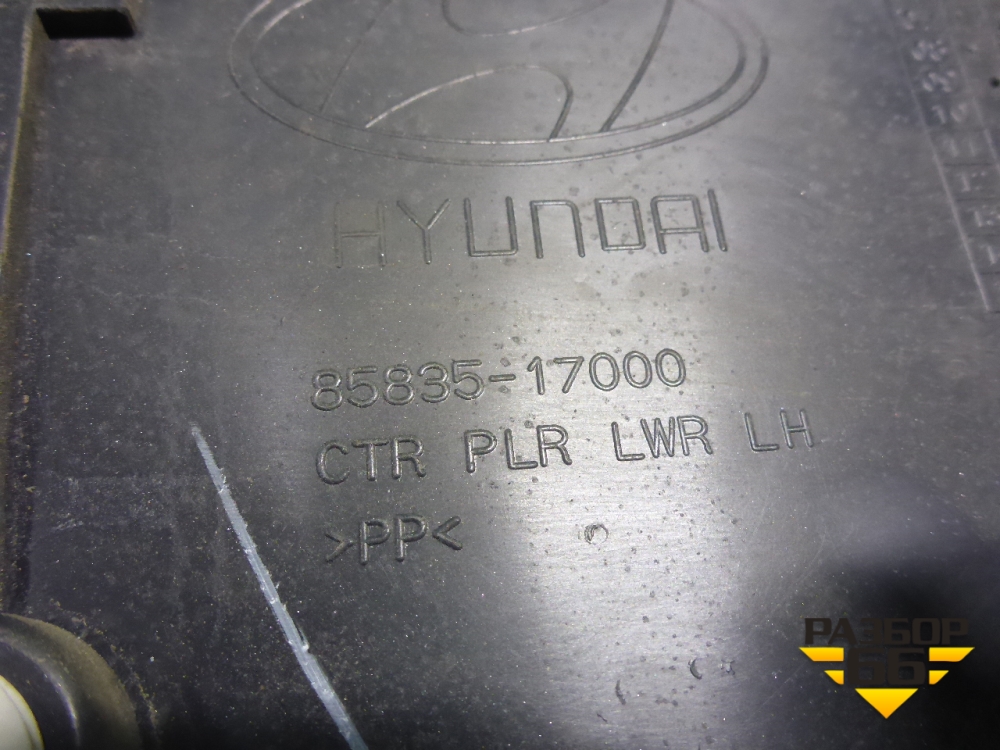 HYUNDAI
85835-17000
CTR PLR LWR LH
>PP<
РАЗБОР
66